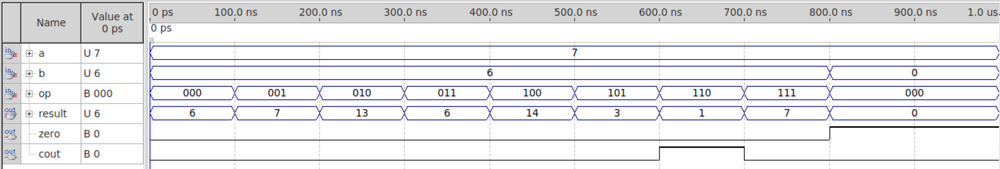 Name Value at 0 ps 0 ps 100.0 ns 200.0 ns 300.0 ns 400.0 ns 500.0 ns 600.0 ns 700.0 ns 800.0 ns 900.0 ns 1.0 us.
0 ps
in a U 7 7
in b U 6 6 0
in op B 000 000 001 010 011 100 101 110 111 000
out result U 6 6 7 13 6 14 3 1 7 0
out zero B 0
out cout B 0